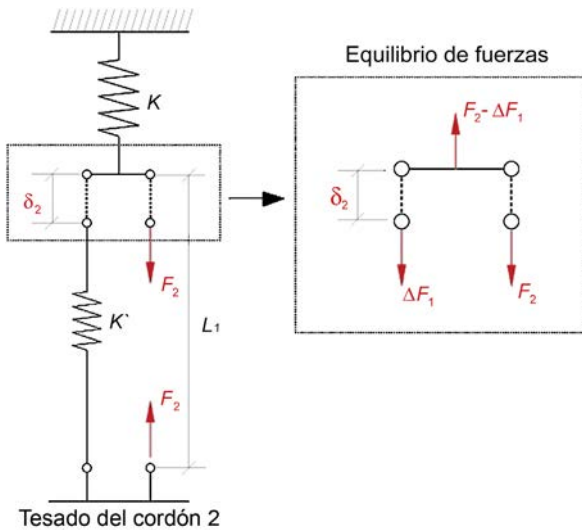 Equilibrio de fuerzas
K
F₂- ΔF₁
δ₂
δ₂
F₂
ΔF₁
F₂
K`
L₁
F₂
Tesado del cordón 2